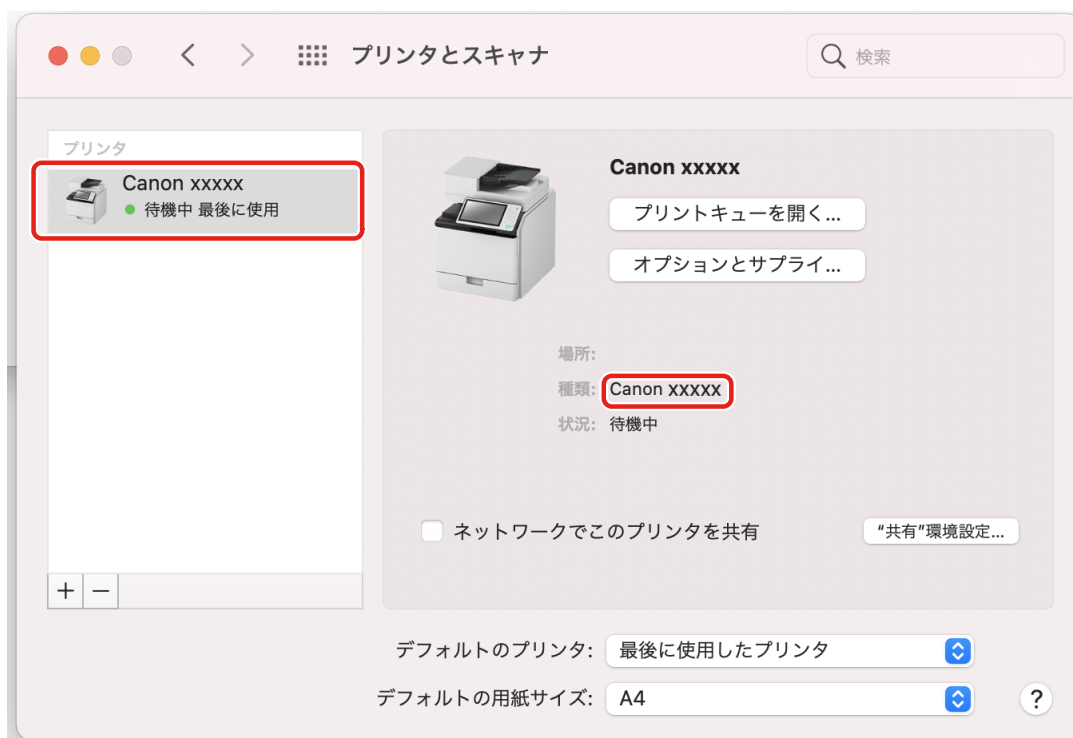 プリンタとスキャナ
検索
プリンタ
Canon xxxxx
待機中 最後に使用
Canon xxxxx
プリントキューを開く...
オプションとサプライ...
場所:
種類: Canon xxxxx
状況: 待機中
ネットワークでこのプリンタを共有
“共有”環境設定...
+ −
デフォルトのプリンタ: 最後に使用したプリンタ
デフォルトの用紙サイズ: A4
?